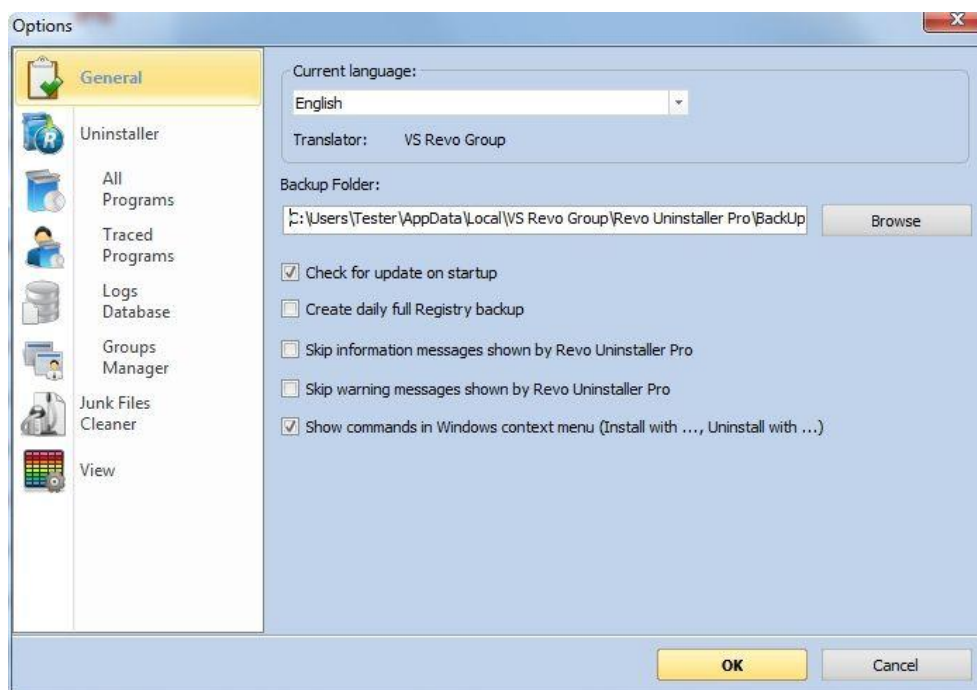 Options
General
Uninstaller
All
Programs
Traced
Programs
Logs
Database
Groups
Manager
Junk Files
Cleaner
View
Current language:
English
Translator: VS Revo Group
Backup Folder:
C:\Users\Tester\AppData\Local\VS Revo Group\Revo Uninstaller Pro\BackUp
Browse
Check for update on startup
Create daily full Registry backup
Skip information messages shown by Revo Uninstaller Pro
Skip warning messages shown by Revo Uninstaller Pro
Show commands in Windows context menu (Install with ..., Uninstall with ...)
OK
Cancel